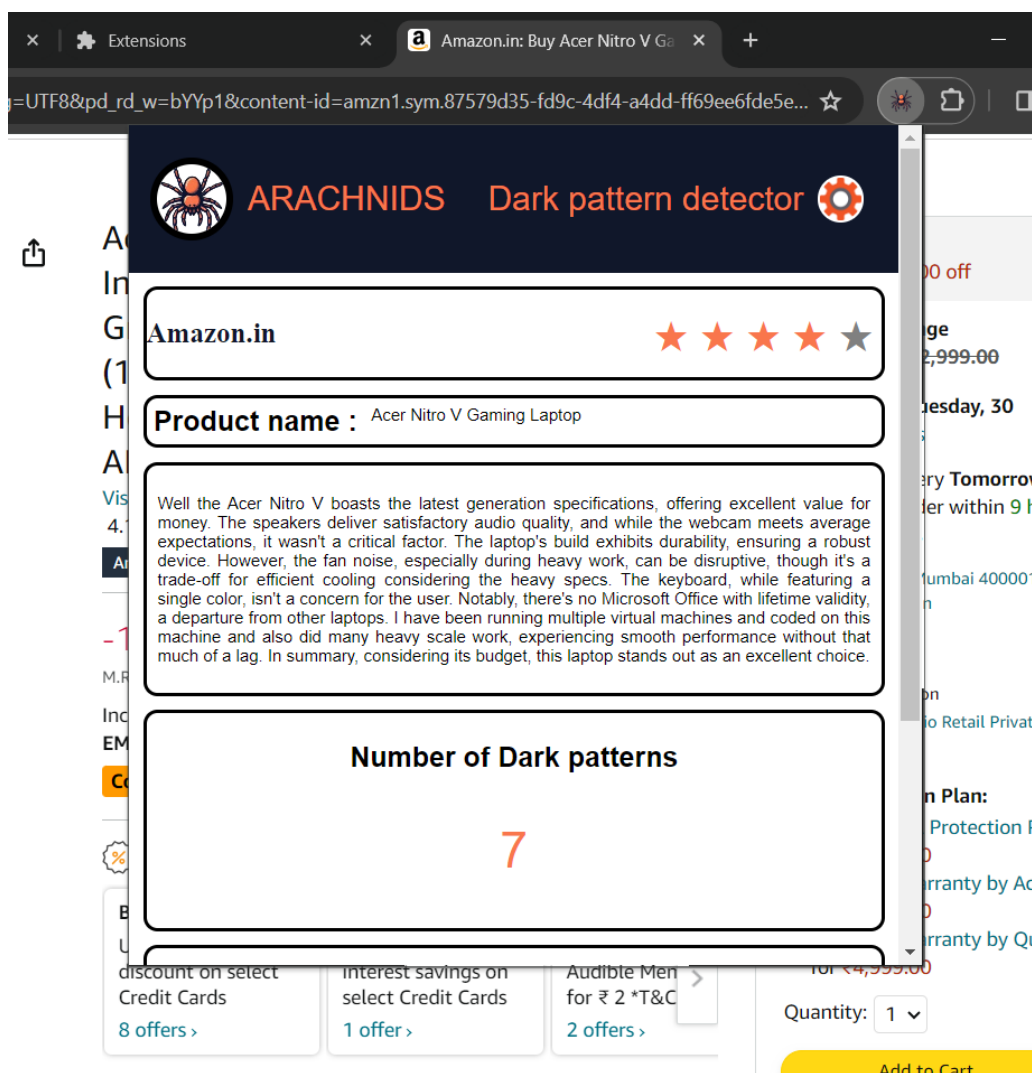 Extensions
Amazon.in: Buy Acer Nitro V Ga
=UTF8&pd_rd_w=bYYp1&content-id=amzn1.sym.87579d35-fd9c-4df4-a4dd-ff69ee6fde5e...
ARACHNIDS Dark pattern detector
Amazon.in
Product name : Acer Nitro V Gaming Laptop
Well the Acer Nitro V boasts the latest generation specifications, offering excellent value for
money. The speakers deliver satisfactory audio quality, and while the webcam meets average
expectations, it wasn't a critical factor. The laptop's build exhibits durability, ensuring a robust
device. However, the fan noise, especially during heavy work, can be disruptive, though it's a
trade-off for efficient cooling considering the heavy specs. The keyboard, while featuring a
single color, isn't a concern for the user. Notably, there's no Microsoft Office with lifetime validity,
a departure from other laptops. I have been running multiple virtual machines and coded on this
machine and also did many heavy scale work, experiencing smooth performance without that
much of a lag. In summary, considering its budget, this laptop stands out as an excellent choice.
Number of Dark patterns
7
00 off
2,999.00
uesday, 30
ery Tomorrow
der within 9 h
umbai 400001
io Retail Privat
n Plan:
Protection P
rranty by Ac
rranty by Qu
for ₹4,999.00
Quantity: 1
Add to Cart
Vis
4.
M.R
Inc
EM
discount on select
Credit Cards
8 offers ›
interest savings on
select Credit Cards
1 offer ›
Audible Mem
for ₹ 2 *T&C
2 offers ›